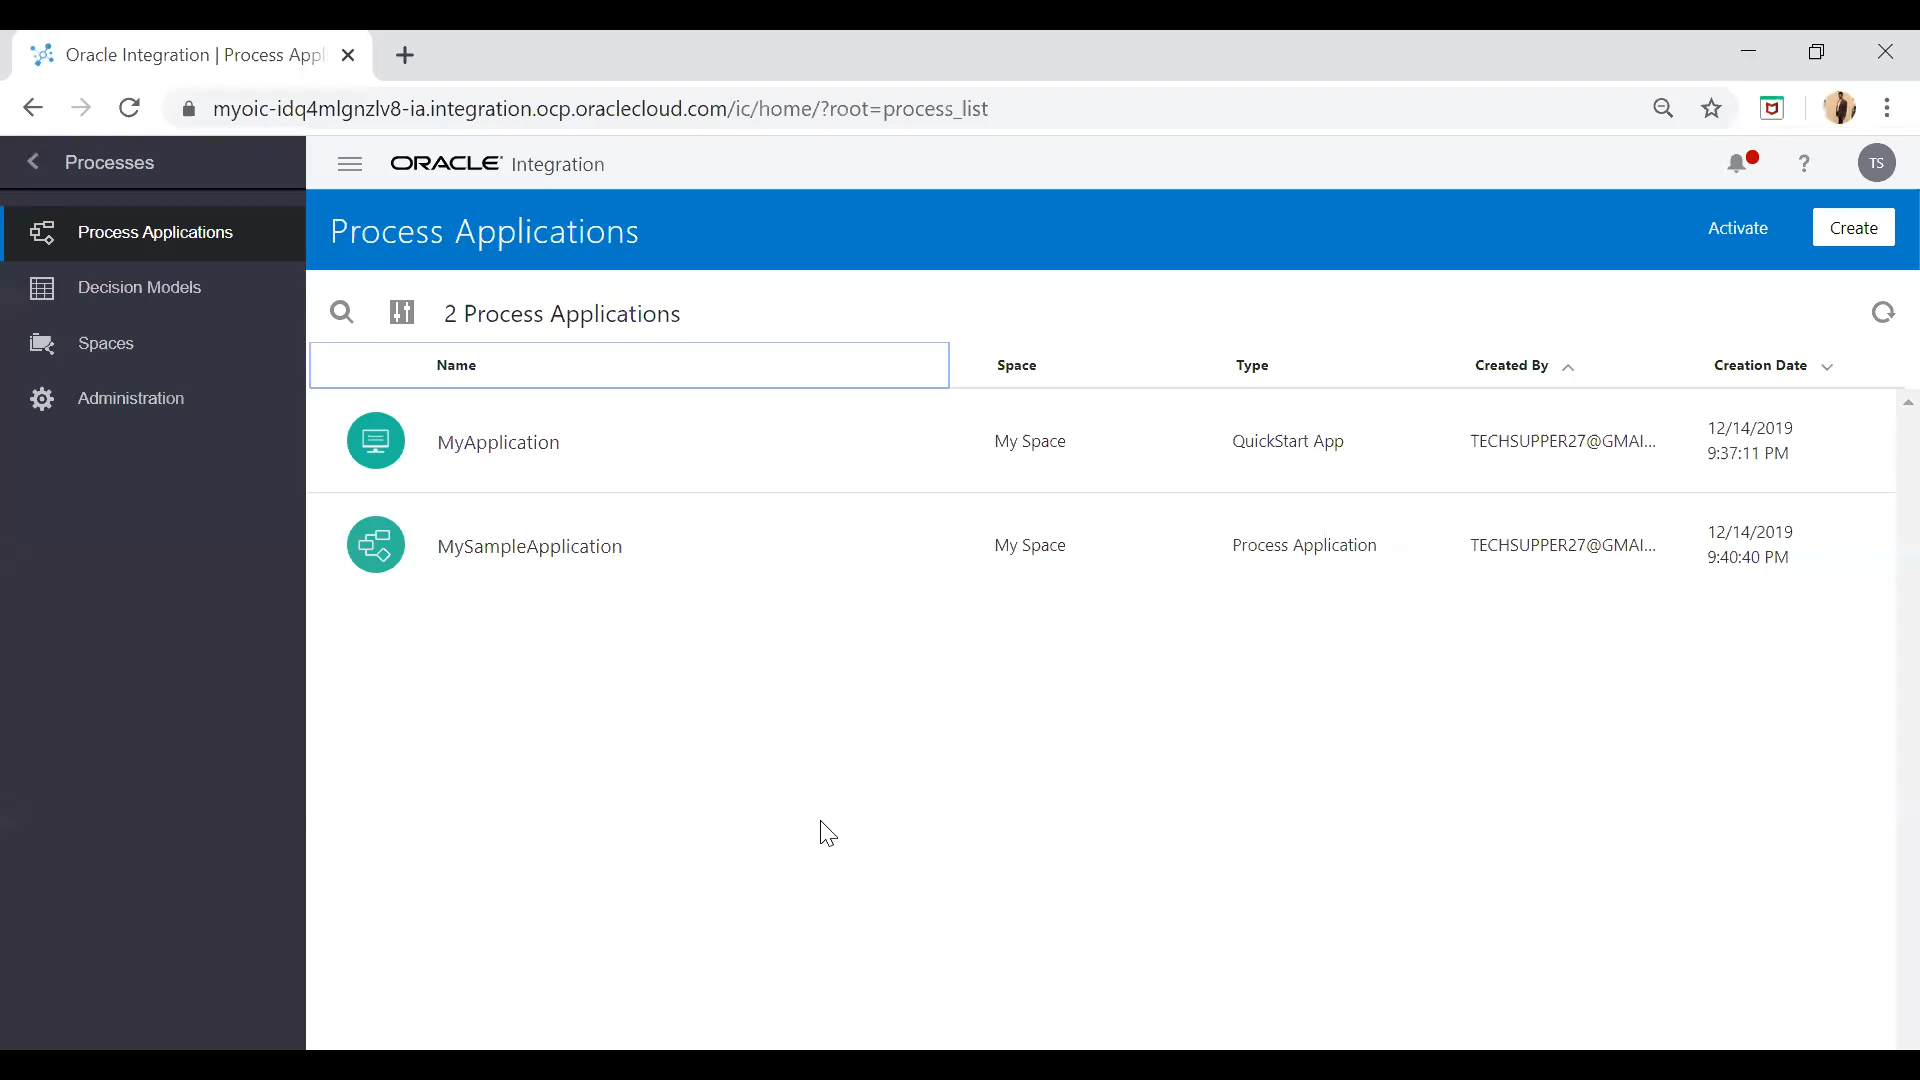 Oracle Integration | Process Appl
myoic-idq4mlgnzlv8-ia.integration.ocp.oraclecloud.com/ic/home/?root=process_list
Processes
ORACLE Integration
?
TS
Process Applications
Decision Models
Spaces
Administration
Process Applications
Activate
Create
2 Process Applications
Name Space Type Created By Creation Date
MyApplication My Space QuickStart App TECHSUPPER27@GMAI... 12/14/2019
9:37:11 PM
MySampleApplication My Space Process Application TECHSUPPER27@GMAI... 12/14/2019
9:40:40 PM